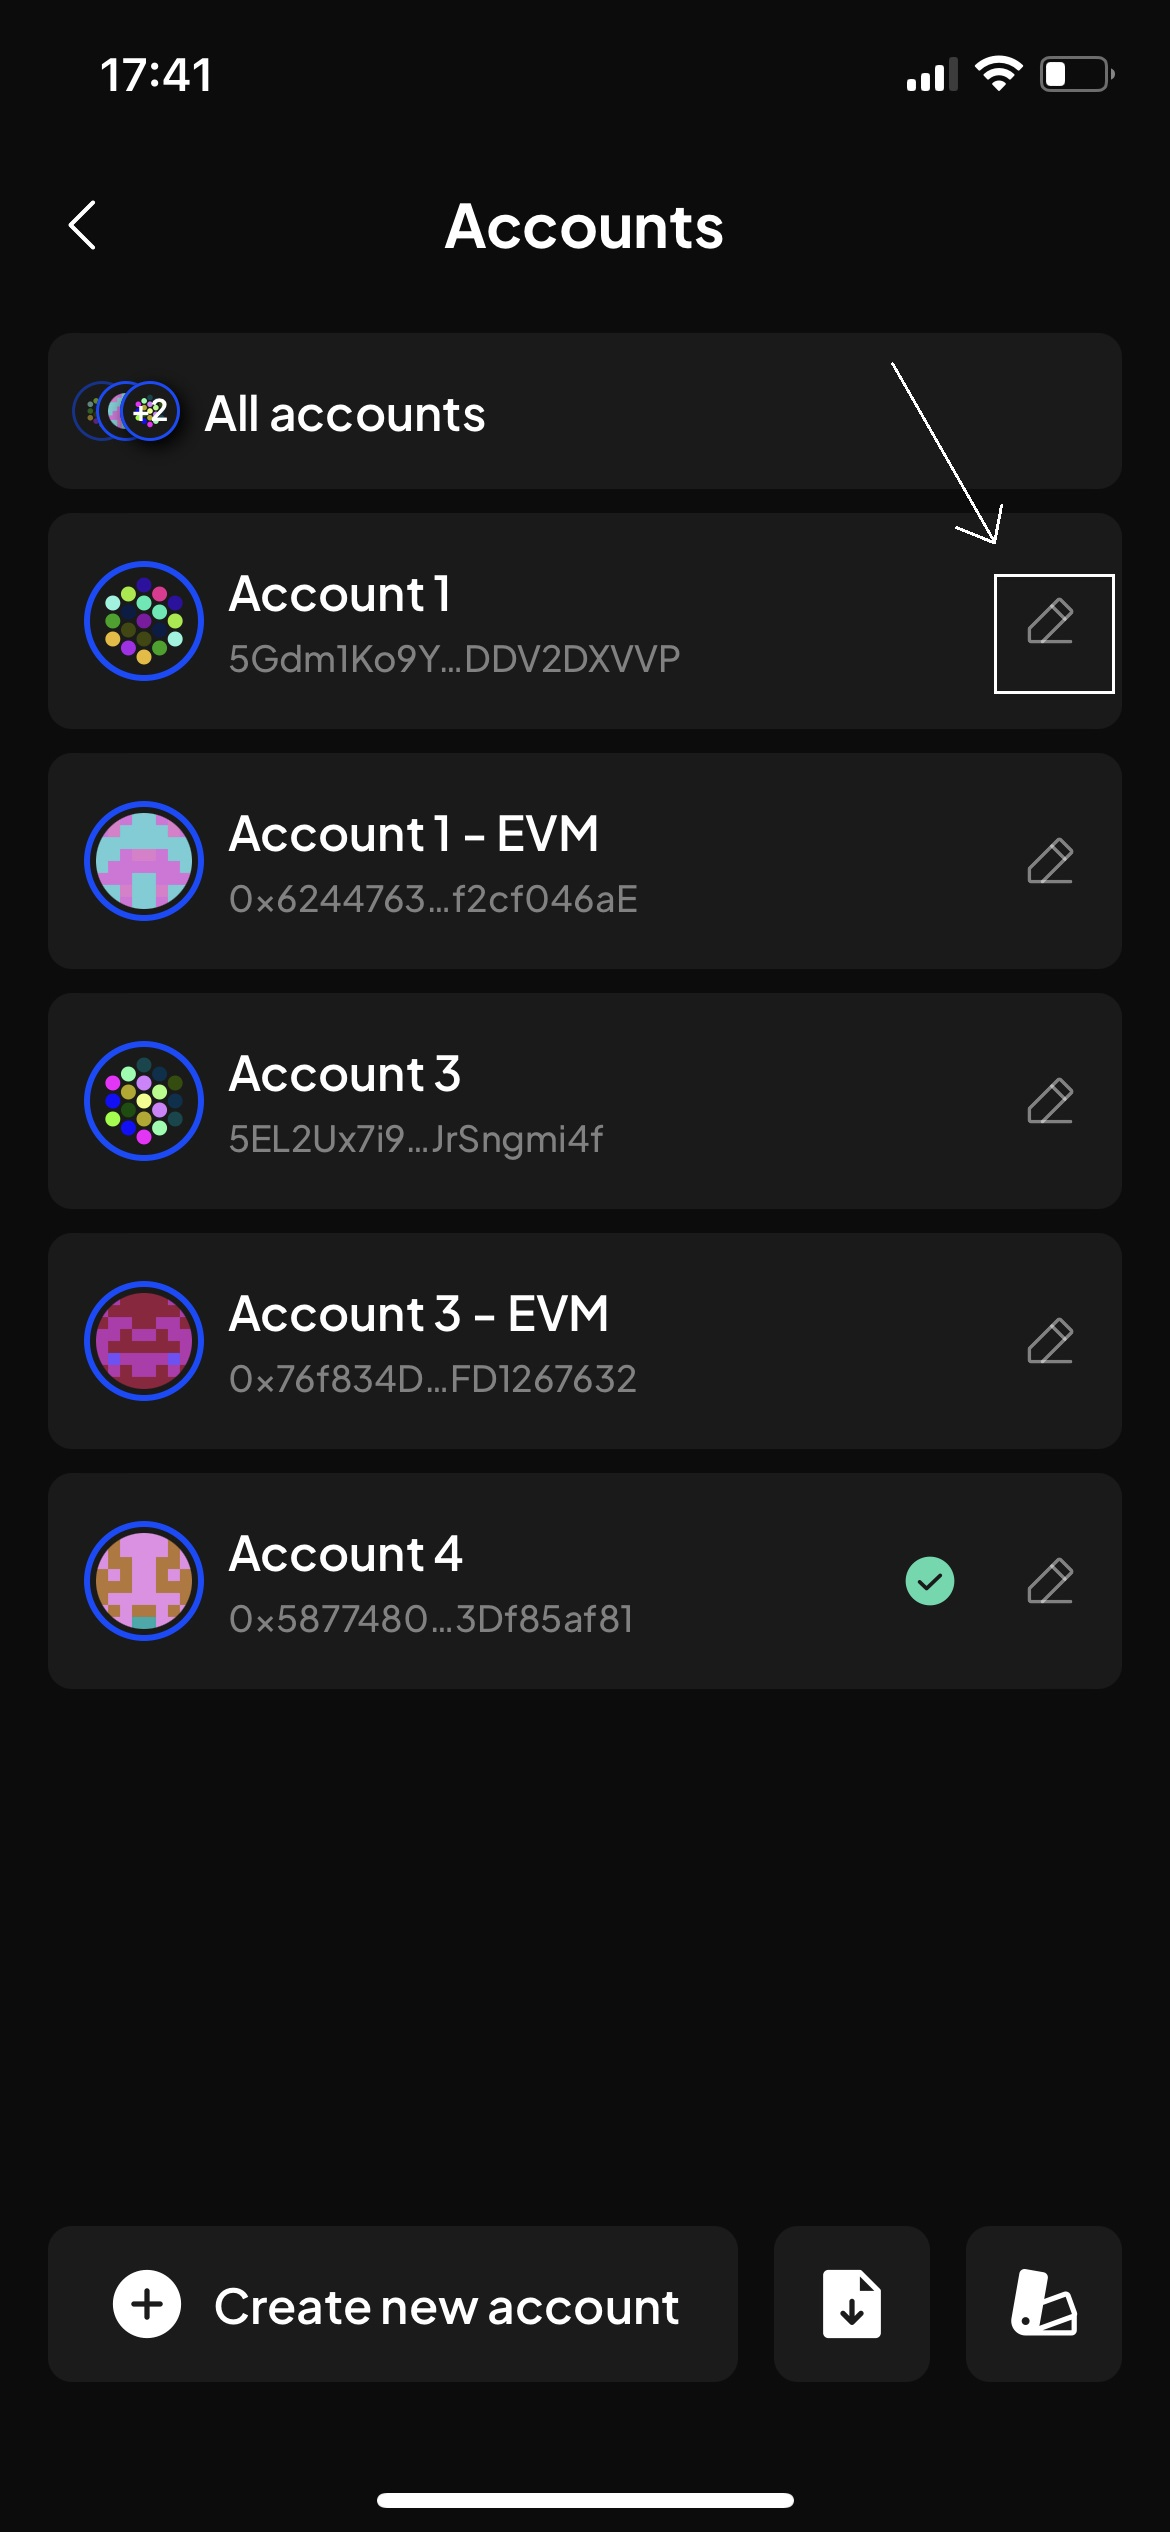 17:41
Accounts
+2
All accounts
Account 1
5Gdm1Ko9Y...DDV2DXVVP
Account 1 - EVM
0x6244763...f2cf046aE
Account 3
5EL2Ux7i9...JrSngmi4f
Account 3 - EVM
0x76f834D...FD1267632
Account 4
0x5877480...3Df85af81
Create new account